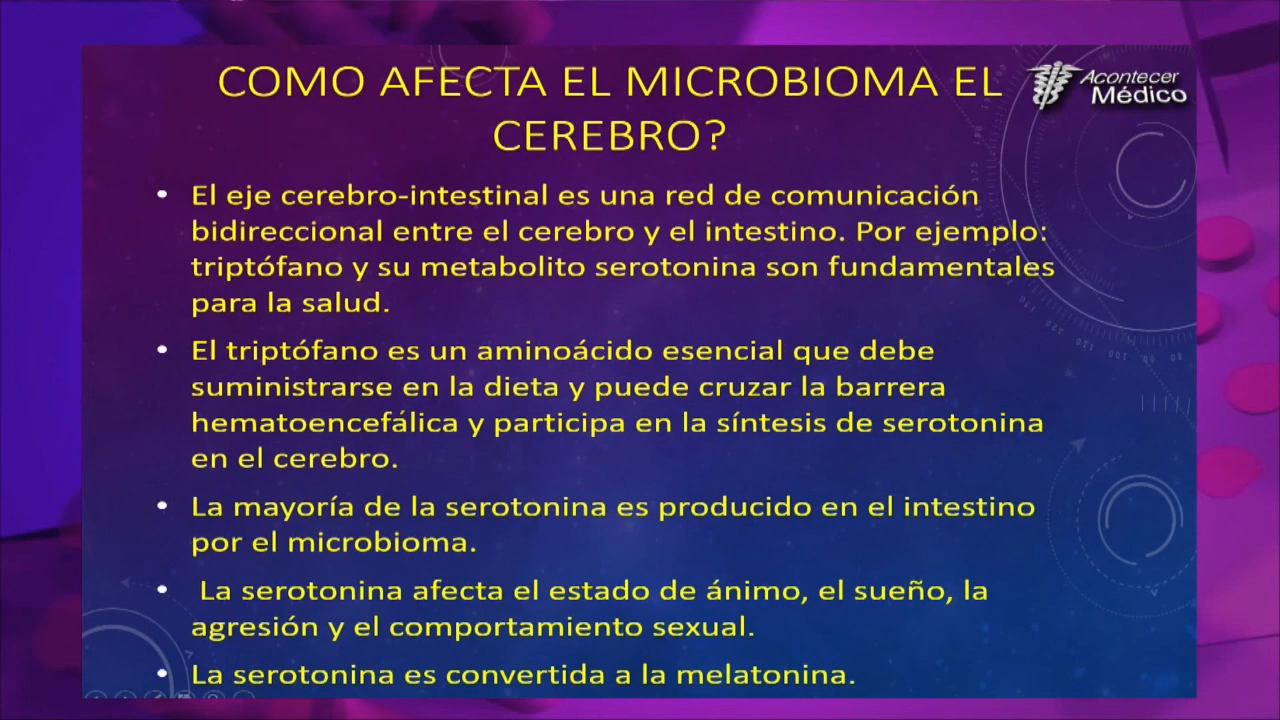 COMO AFECTA EL MICROBIOMA EL
CEREBRO?
Acontecer
Médico
• El eje cerebro-intestinal es una red de comunicación
bidireccional entre el cerebro y el intestino. Por ejemplo:
triptófano y su metabolito serotonina son fundamentales
para la salud.
• El triptófano es un aminoácido esencial que debe
suministrarse en la dieta y puede cruzar la barrera
hematoencefálica y participa en la síntesis de serotonina
en el cerebro.
• La mayoría de la serotonina es producido en el intestino
por el microbioma.
• La serotonina afecta el estado de ánimo, el sueño, la
agresión y el comportamiento sexual.
• La serotonina es convertida a la melatonina.